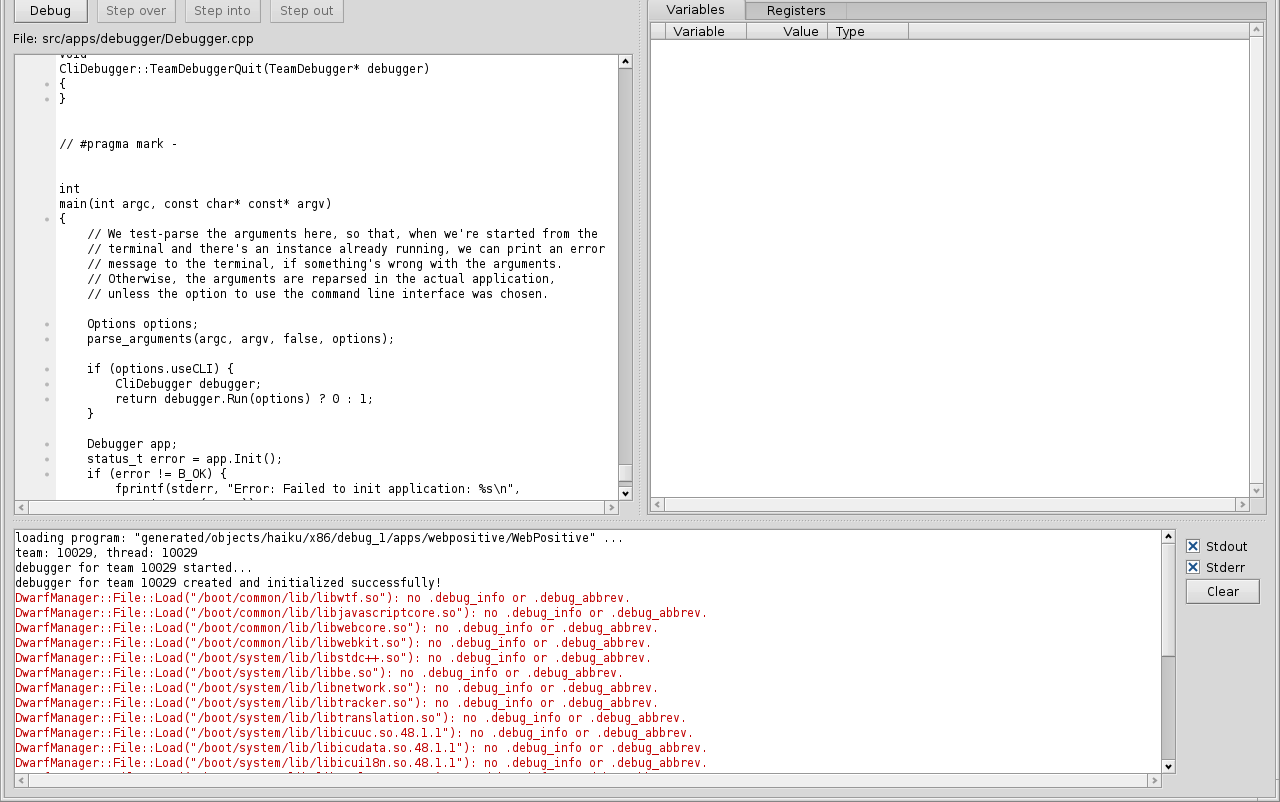 Debug
Step over
Step into
Step out
File: src/apps/debugger/Debugger.cpp
void
CliDebugger::TeamDebuggerQuit(TeamDebugger* debugger)
{
}
// #pragma mark -
int
main(int argc, const char* const* argv)
{
// We test-parse the arguments here, so that, when we're started from the
// terminal and there's an instance already running, we can print an error
// message to the terminal, if something's wrong with the arguments.
// Otherwise, the arguments are reparsed in the actual application,
// unless the option to use the command line interface was chosen.
Options options;
parse_arguments(argc, argv, false, options);
if (options.useCLI) {
CliDebugger debugger;
return debugger.Run(options) ? 0 : 1;
}
Debugger app;
status_t error = app.Init();
if (error != B_OK) {
fprintf(stderr, "Error: Failed to init application: %s\n",
Variables
Registers
Variable
Value
Type
loading program: "generated/objects/haiku/x86/debug_1/apps/webpositive/WebPositive" ...
team: 10029, thread: 10029
debugger for team 10029 started...
debugger for team 10029 created and initialized successfully!
DwarfManager::File::Load("/boot/common/lib/libwtf.so"): no .debug_info or .debug_abbrev.
DwarfManager::File::Load("/boot/common/lib/libjavascriptcore.so"): no .debug_info or .debug_abbrev.
DwarfManager::File::Load("/boot/common/lib/libwebcore.so"): no .debug_info or .debug_abbrev.
DwarfManager::File::Load("/boot/common/lib/libwebkit.so"): no .debug_info or .debug_abbrev.
DwarfManager::File::Load("/boot/system/lib/libstdc++.so"): no .debug_info or .debug_abbrev.
DwarfManager::File::Load("/boot/system/lib/libbe.so"): no .debug_info or .debug_abbrev.
DwarfManager::File::Load("/boot/system/lib/libnetwork.so"): no .debug_info or .debug_abbrev.
DwarfManager::File::Load("/boot/system/lib/libtracker.so"): no .debug_info or .debug_abbrev.
DwarfManager::File::Load("/boot/system/lib/libtranslation.so"): no .debug_info or .debug_abbrev.
DwarfManager::File::Load("/boot/system/lib/libicuuc.so.48.1.1"): no .debug_info or .debug_abbrev.
DwarfManager::File::Load("/boot/system/lib/libicudata.so.48.1.1"): no .debug_info or .debug_abbrev.
DwarfManager::File::Load("/boot/system/lib/libicui18n.so.48.1.1"): no .debug_info or .debug_abbrev.
Stdout
Stderr
Clear